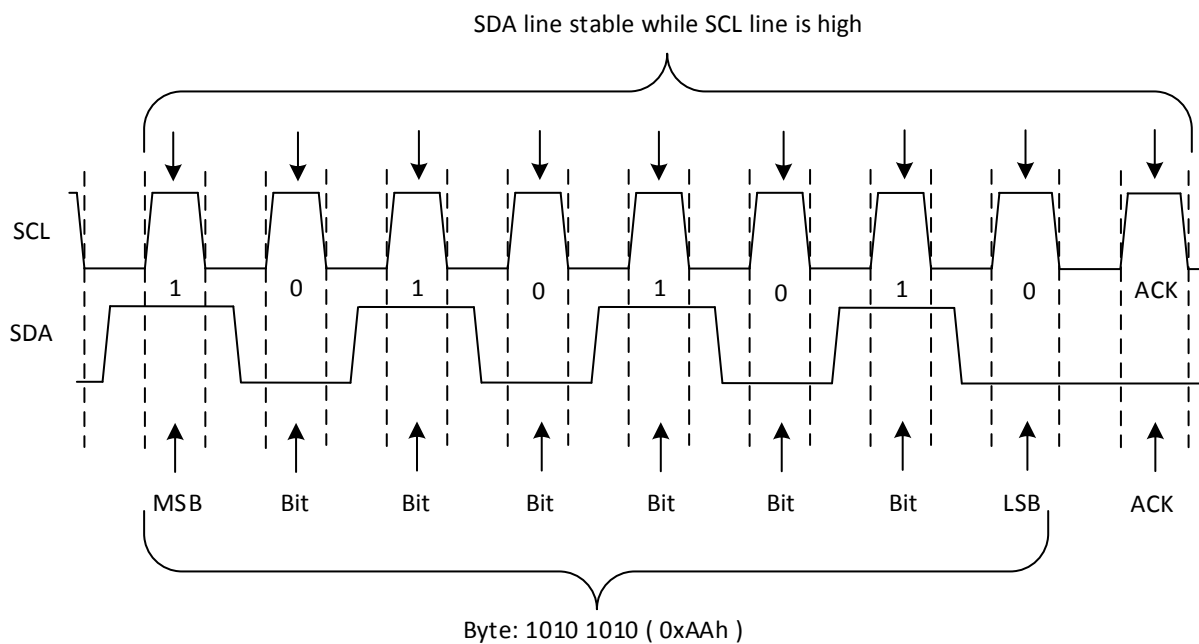 SDA line stable while SCL line is high
SCL
1 0 1 0 1 0 1 0 ACK
SDA
MSB Bit Bit Bit Bit Bit Bit LSB ACK
Byte: 1010 1010 ( 0xAAh )